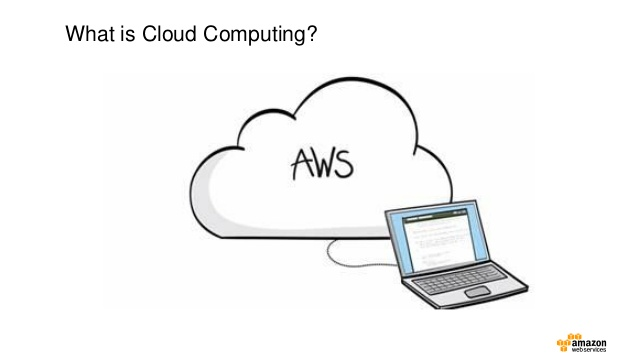 What is Cloud Computing?
AWS
amazon
webservices